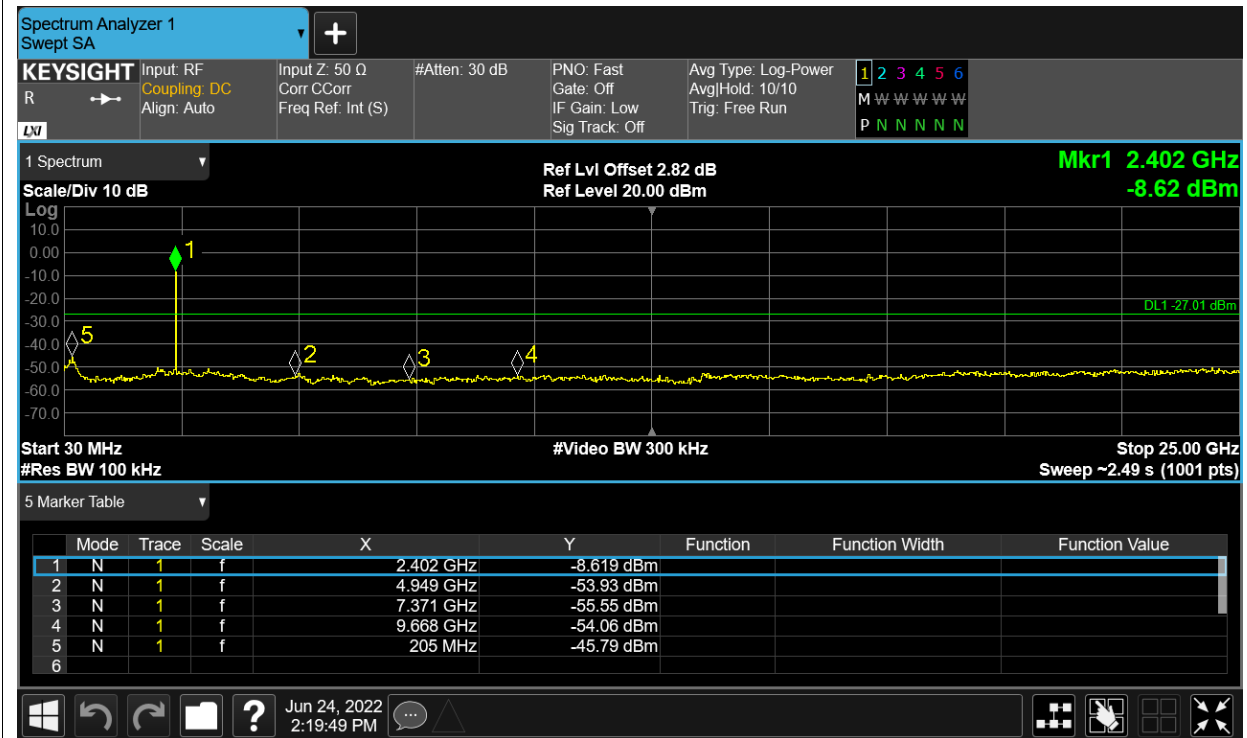 Spectrum Analyzer 1
Swept SA
+
KEYSIGHT
R
LXI
Input: RF
Coupling: DC
Align: Auto
Input Z: 50 Ω
Corr CCorr
Freq Ref: Int (S)
#Atten: 30 dB
PNO: Fast
Gate: Off
IF Gain: Low
Sig Track: Off
Avg Type: Log-Power
Avg|Hold: 10/10
Trig: Free Run
1 2 3 4 5 6
M W W W W W
P N N N N N
1 Spectrum
Scale/Div 10 dB
Ref Lvl Offset 2.82 dB
Ref Level 20.00 dBm
Mkr1 2.402 GHz
-8.62 dBm
Log
10.0
0.00
-10.0
-20.0
-30.0
-40.0
-50.0
-60.0
-70.0
1
DL1 -27.01 dBm
5
2
3
4
Start 30 MHz
#Res BW 100 kHz
#Video BW 300 kHz
Stop 25.00 GHz
Sweep ~2.49 s (1001 pts)
5 Marker Table
Mode Trace Scale X Y Function Function Width Function Value
1 N 1 f 2.402 GHz -8.619 dBm
2 N 1 f 4.949 GHz -53.93 dBm
3 N 1 f 7.371 GHz -55.55 dBm
4 N 1 f 9.668 GHz -54.06 dBm
5 N 1 f 205 MHz -45.79 dBm
6
?
Jun 24, 2022
2:19:49 PM